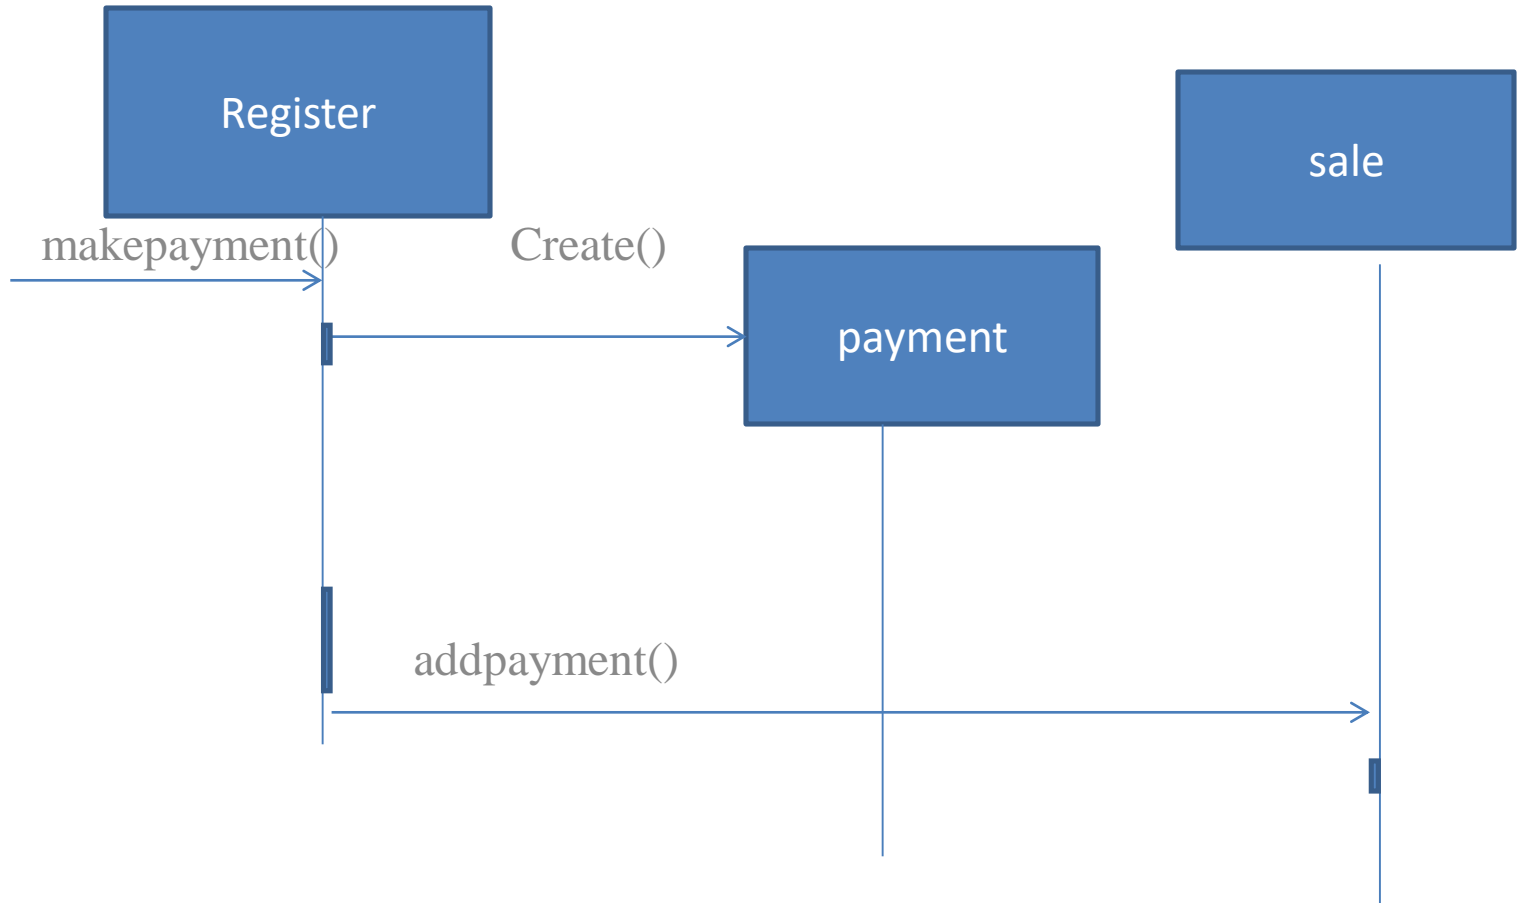 Register
sale
makepayment()
Create()
payment
addpayment()